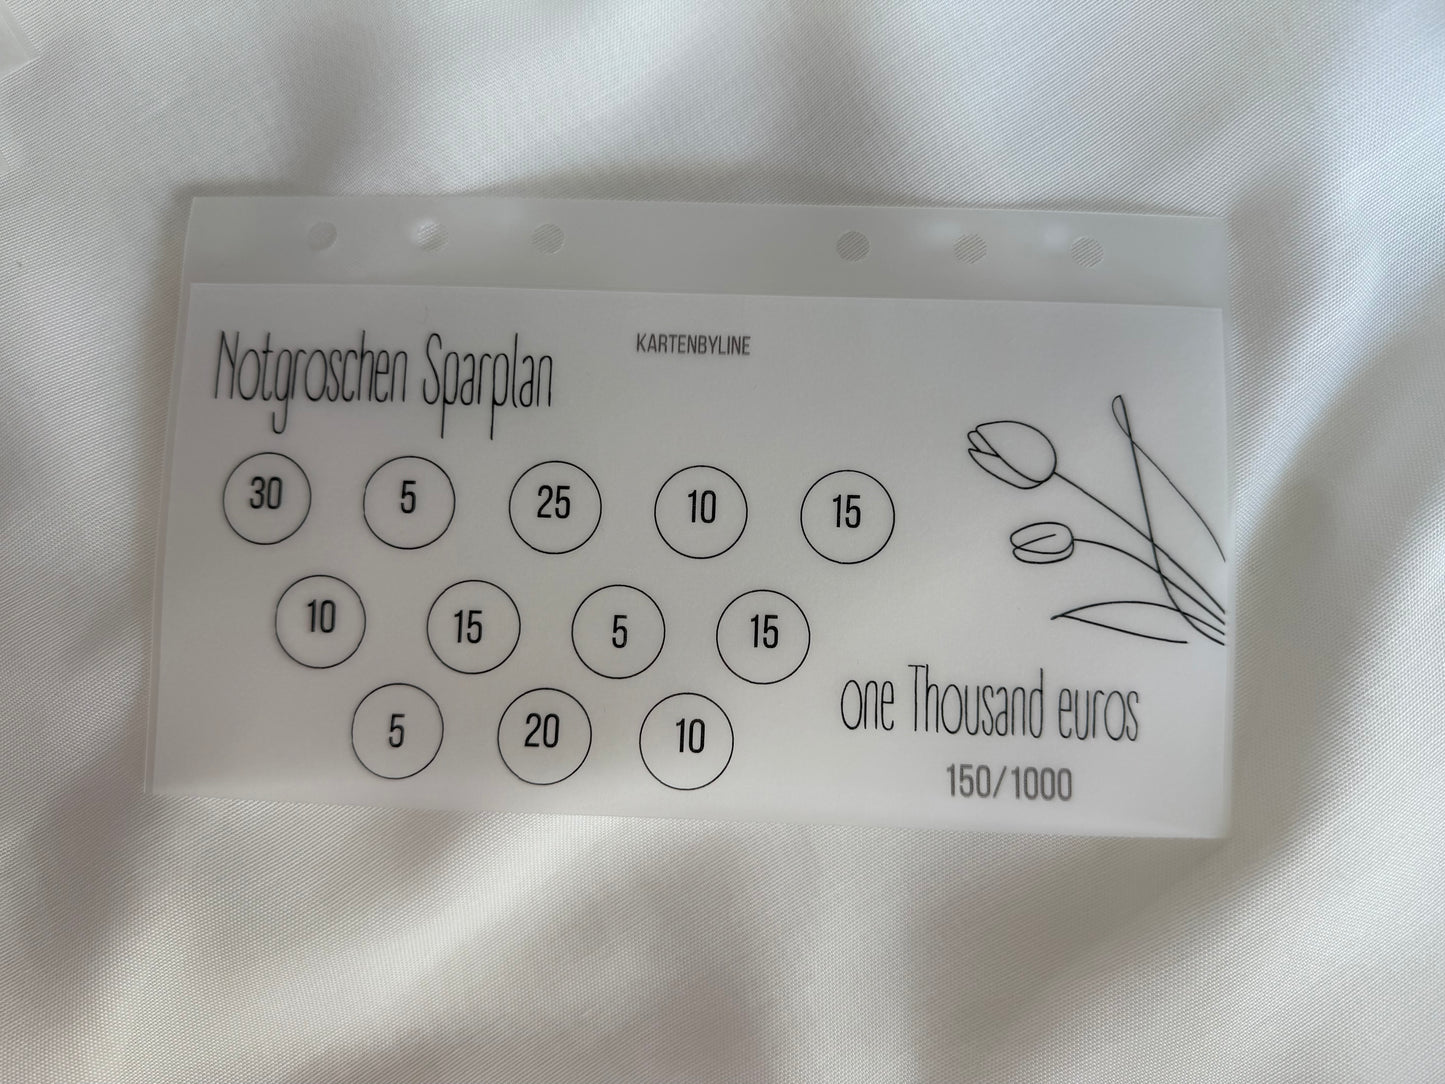 Notgroschen Sparplan
KARTENBYLINE
30 5 25 10 15
10 15 5 15
5 20 10
one Thousand euros
150/1000